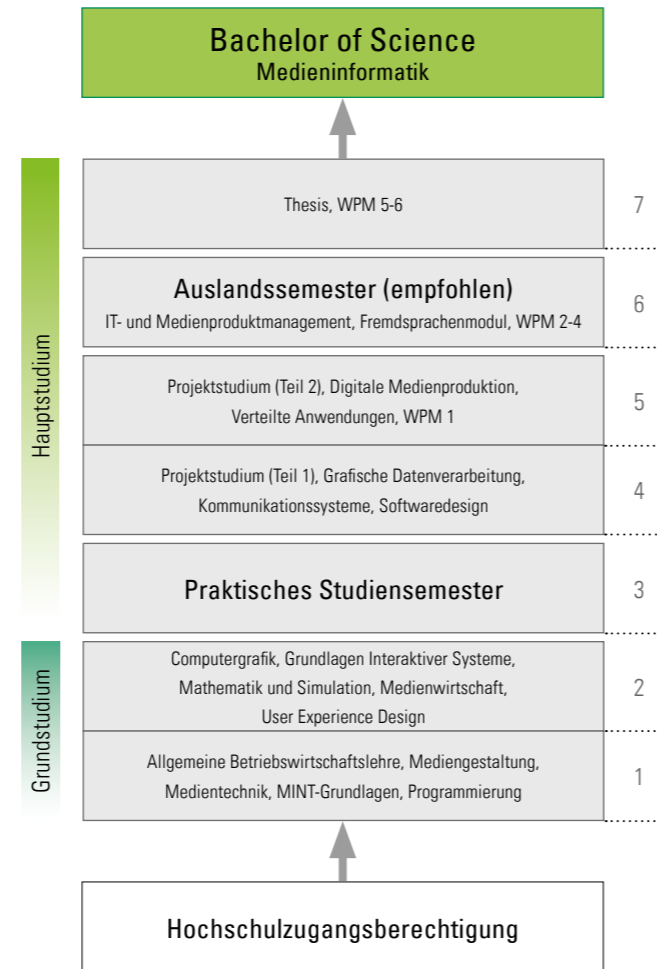 Bachelor of Science
Medieninformatik
Hauptstudium
Thesis, WPM 5-6
7
Auslandssemester (empfohlen)
IT- und Medienproduktmanagement, Fremdsprachenmodul, WPM 2-4
6
Projektstudium (Teil 2), Digitale Medienproduktion,
Verteilte Anwendungen, WPM 1
5
Projektstudium (Teil 1), Grafische Datenverarbeitung,
Kommunikationssysteme, Softwaredesign
4
Praktisches Studiensemester
3
Grundstudium
Computergrafik, Grundlagen Interaktiver Systeme,
Mathematik und Simulation, Medienwirtschaft,
User Experience Design
2
Allgemeine Betriebswirtschaftslehre, Mediengestaltung,
Medientechnik, MINT-Grundlagen, Programmierung
1
Hochschulzugangsberechtigung